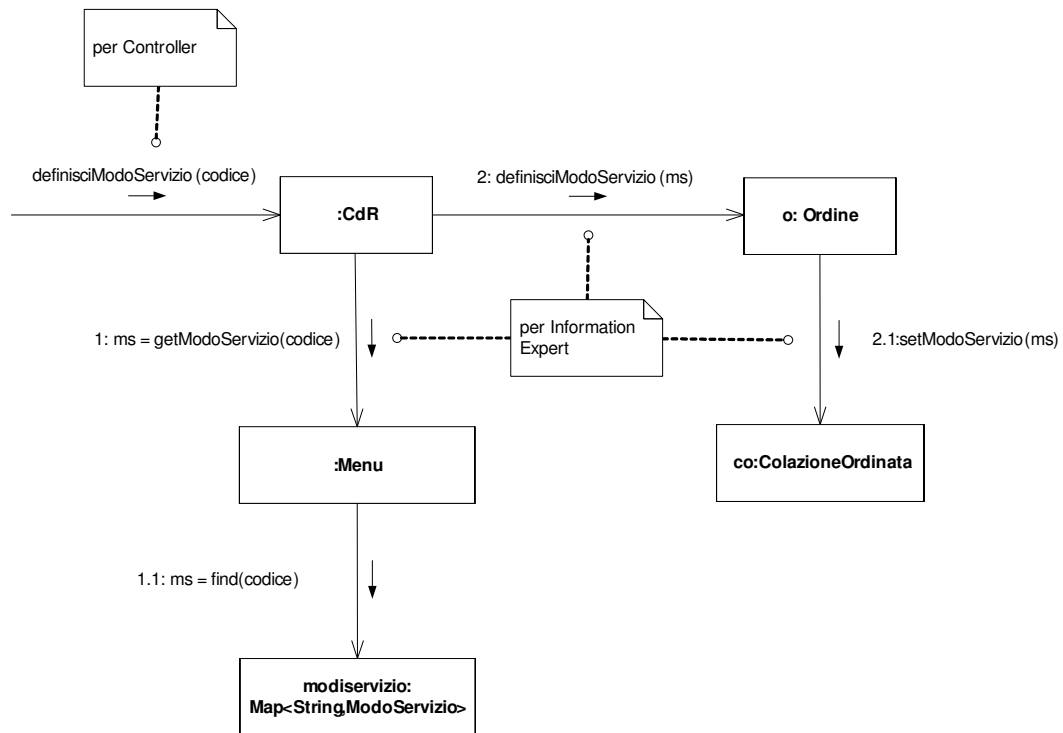 per Controller
definisciModoServizio (codice)
2: definisciModoServizio (ms)
:CdR
o: Ordine
1: ms = getModoServizio(codice)
per Information
Expert
2.1:setModoServizio (ms)
:Menu
co:ColazioneOrdinata
1.1: ms = find(codice)
modiservizio:
Map<String,ModoServizio>